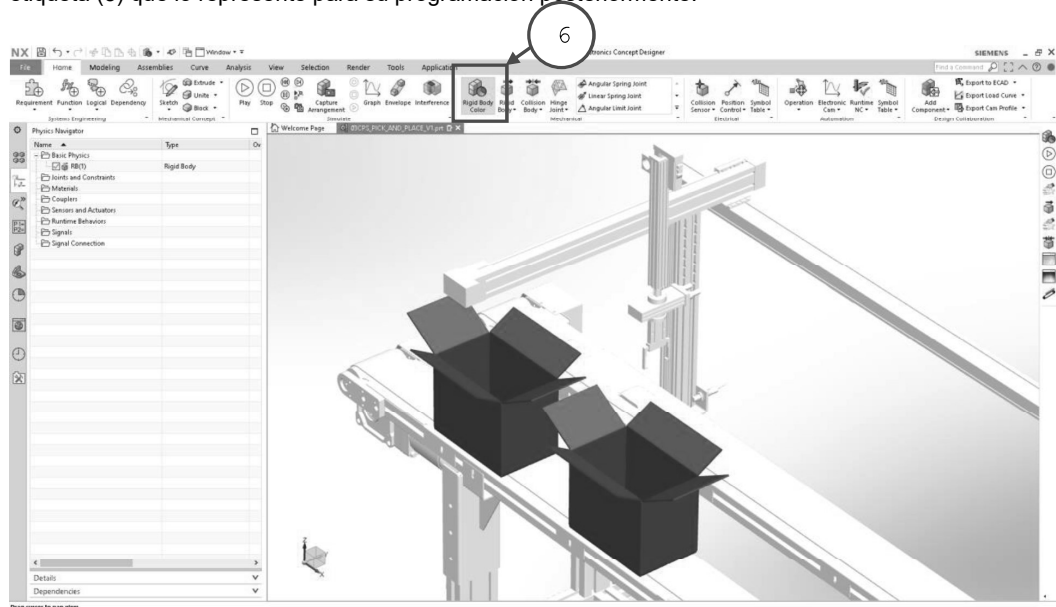 etiqueta (5) que lo represente para su programación posteriormente.
6
NX Window
ctronics Concept Designer
SIEMENS
File Home Modeling Assemblies Curve Analysis View Selection Render Tools Application
Find a Command
Requirement Function Logical Dependency
Systems Engineering
Sketch
Extrude
Unite
Block
Mechanical Concept
Play Stop
Capture Arrangement
Graph Envelope Interference
Simulate
Rigid Body Color
Rigid Body
Collision Body
Hinge Joint
Angular Spring Joint
Linear Spring Joint
Angular Limit Joint
Mechanical
Collision Sensor
Position Control
Symbol Table
Electrical
Operation
Electronic Cam
Runtime NC
Symbol Table
Automation
Add Component
Export to ECAD
Export Load Curve
Export Cam Profile
Design Collaboration
Physics Navigator
Welcome Page
Name Type Ov
Basic Physics
RB(1) Rigid Body
Joints and Constraints
Materials
Couplers
Sensors and Actuators
Runtime Behaviors
Signals
Signal Connection
Z
X
Details
Dependencies